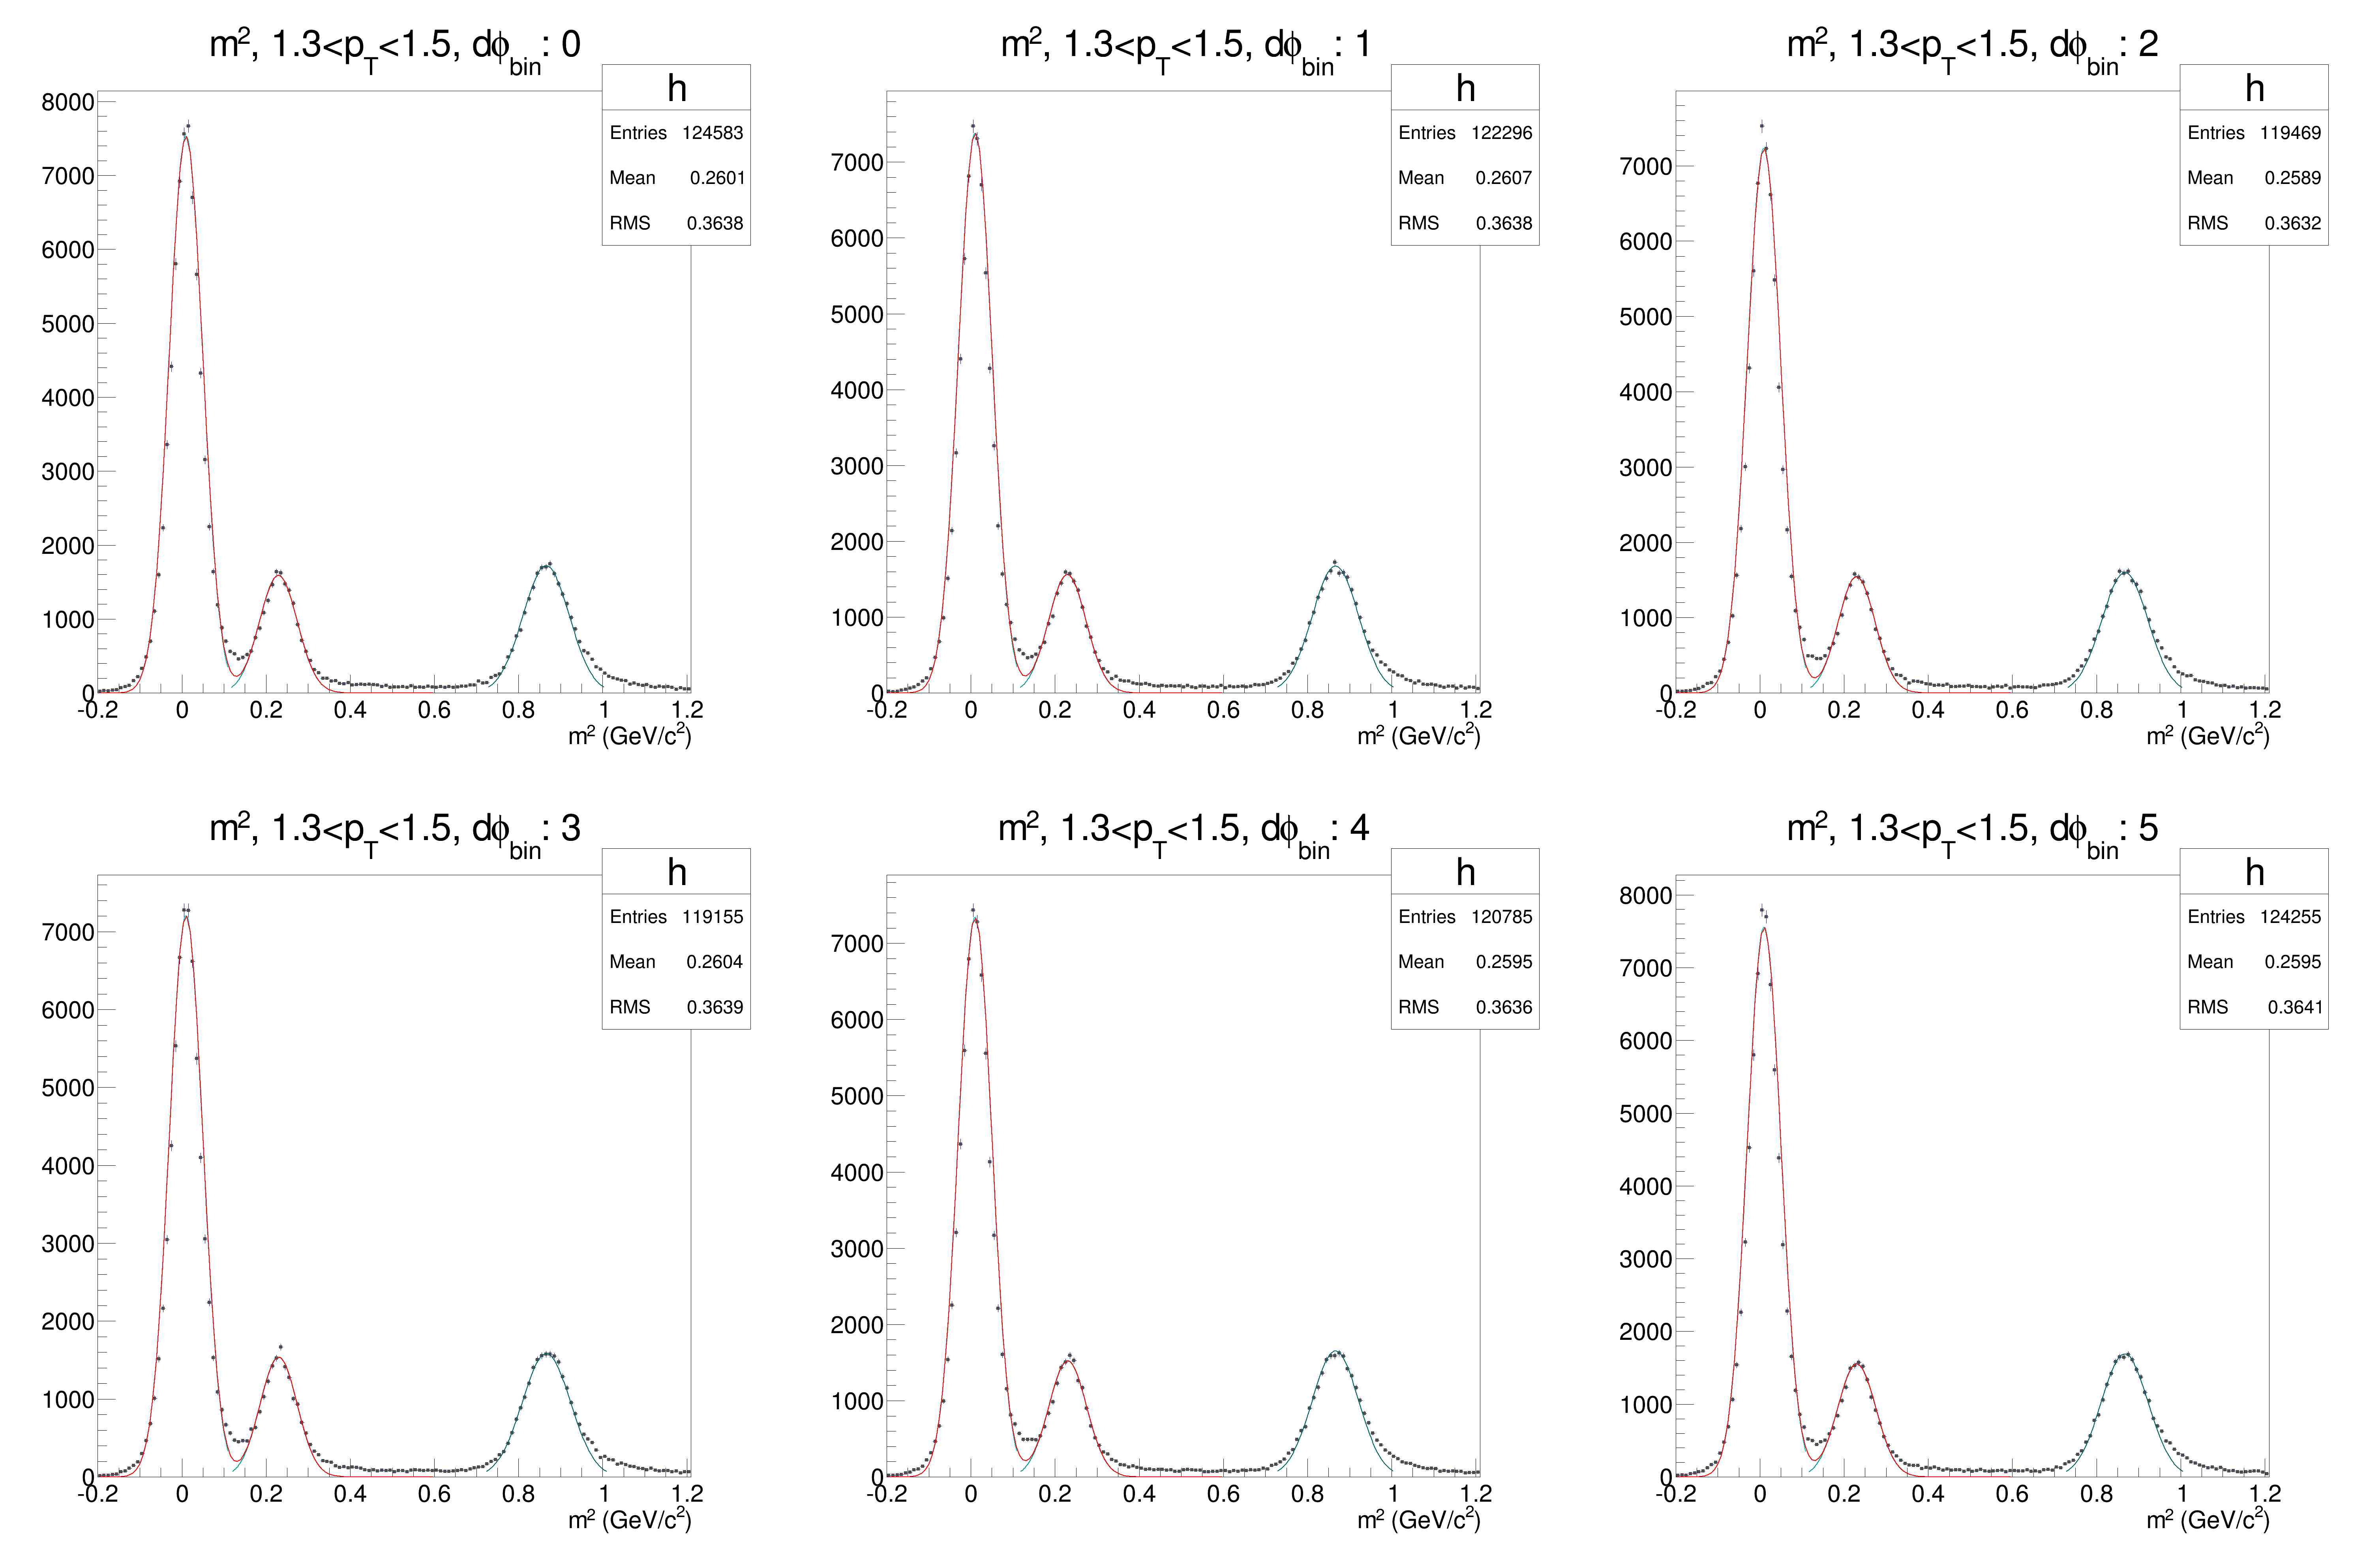 m², 1.3<p_T<1.5, dϕ_bin: 0
h
Entries 124583
Mean 0.2601
RMS 0.3638
8000
7000
6000
5000
4000
3000
2000
1000
0
-0.2 0 0.2 0.4 0.6 0.8 1 1.2
m² (GeV/c²)
m², 1.3<p_T<1.5, dϕ_bin: 1
h
Entries 122296
Mean 0.2607
RMS 0.3638
7000
6000
5000
4000
3000
2000
1000
0
-0.2 0 0.2 0.4 0.6 0.8 1 1.2
m² (GeV/c²)
m², 1.3<p_T<1.5, dϕ_bin: 2
h
Entries 119469
Mean 0.2589
RMS 0.3632
7000
6000
5000
4000
3000
2000
1000
0
-0.2 0 0.2 0.4 0.6 0.8 1 1.2
m² (GeV/c²)
m², 1.3<p_T<1.5, dϕ_bin: 3
h
Entries 119155
Mean 0.2604
RMS 0.3639
7000
6000
5000
4000
3000
2000
1000
0
-0.2 0 0.2 0.4 0.6 0.8 1 1.2
m² (GeV/c²)
m², 1.3<p_T<1.5, dϕ_bin: 4
h
Entries 120785
Mean 0.2595
RMS 0.3636
7000
6000
5000
4000
3000
2000
1000
0
-0.2 0 0.2 0.4 0.6 0.8 1 1.2
m² (GeV/c²)
m², 1.3<p_T<1.5, dϕ_bin: 5
h
Entries 124255
Mean 0.2595
RMS 0.3641
8000
7000
6000
5000
4000
3000
2000
1000
0
-0.2 0 0.2 0.4 0.6 0.8 1 1.2
m² (GeV/c²)